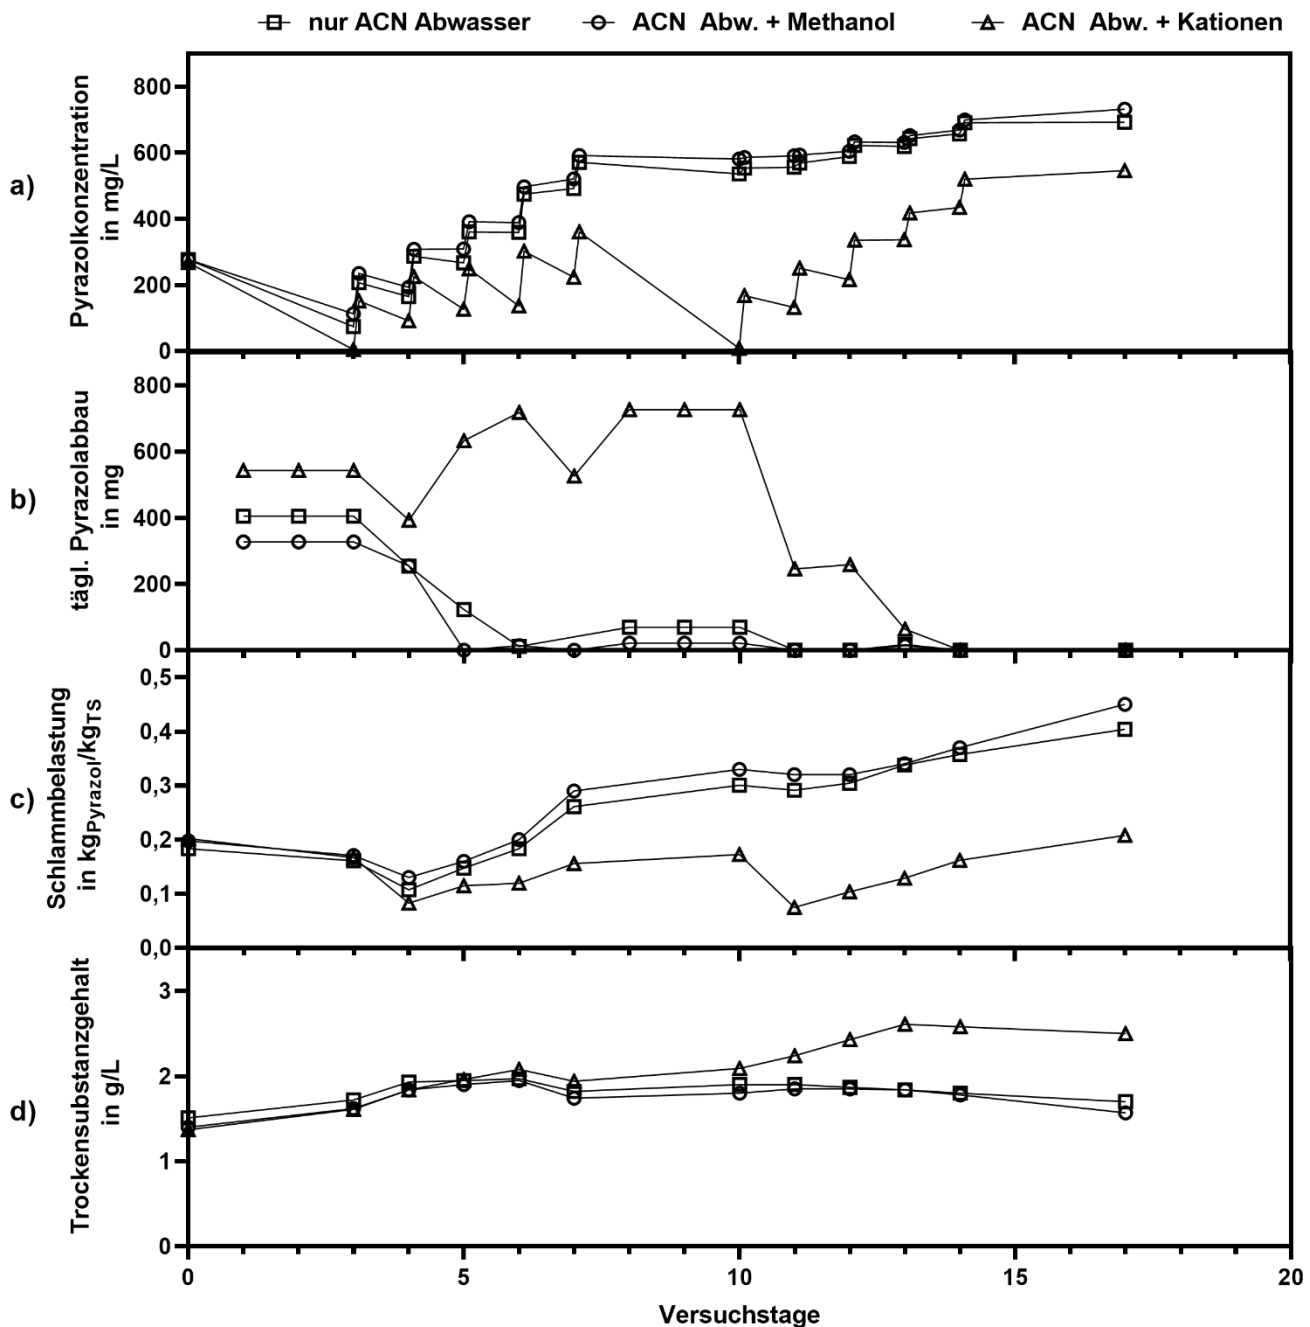 nur ACN Abwasser ACN Abw. + Methanol ACN Abw. + Kationen
a)
Pyrazolkonzentration
in mg/L
800
600
400
200
0
b)
tägl. Pyrazolabbau
in mg
800
600
400
200
0
c)
Schlammbelastung
in kgPyrazol/kgTS
0,5
0,4
0,3
0,2
0,1
0,0
d)
Trockensubstanzgehalt
in g/L
3
2
1
0
0 5 10 15 20
Versuchstage